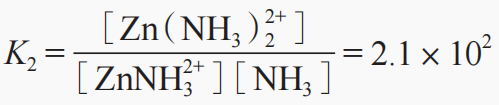 K₂ = [Zn(NH₃)₂²⁺] / [ZnNH₃²⁺][NH₃] = 2.1 × 10²